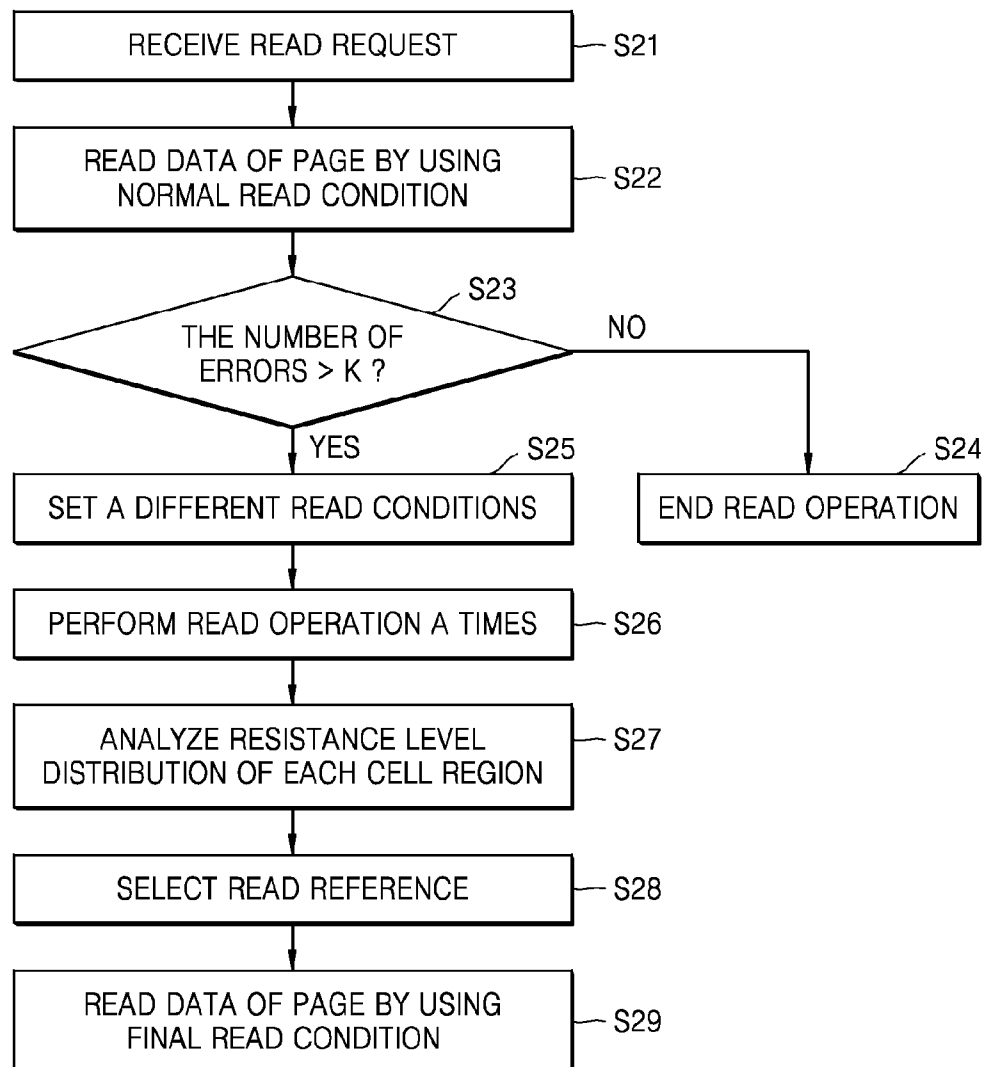 RECEIVE READ REQUEST
S21
READ DATA OF PAGE BY USING
NORMAL READ CONDITION
S22
S23
THE NUMBER OF
ERRORS > K ?
NO
YES
S25
S24
SET A DIFFERENT READ CONDITIONS
END READ OPERATION
PERFORM READ OPERATION A TIMES
S26
ANALYZE RESISTANCE LEVEL
DISTRIBUTION OF EACH CELL REGION
S27
SELECT READ REFERENCE
S28
READ DATA OF PAGE BY USING
FINAL READ CONDITION
S29